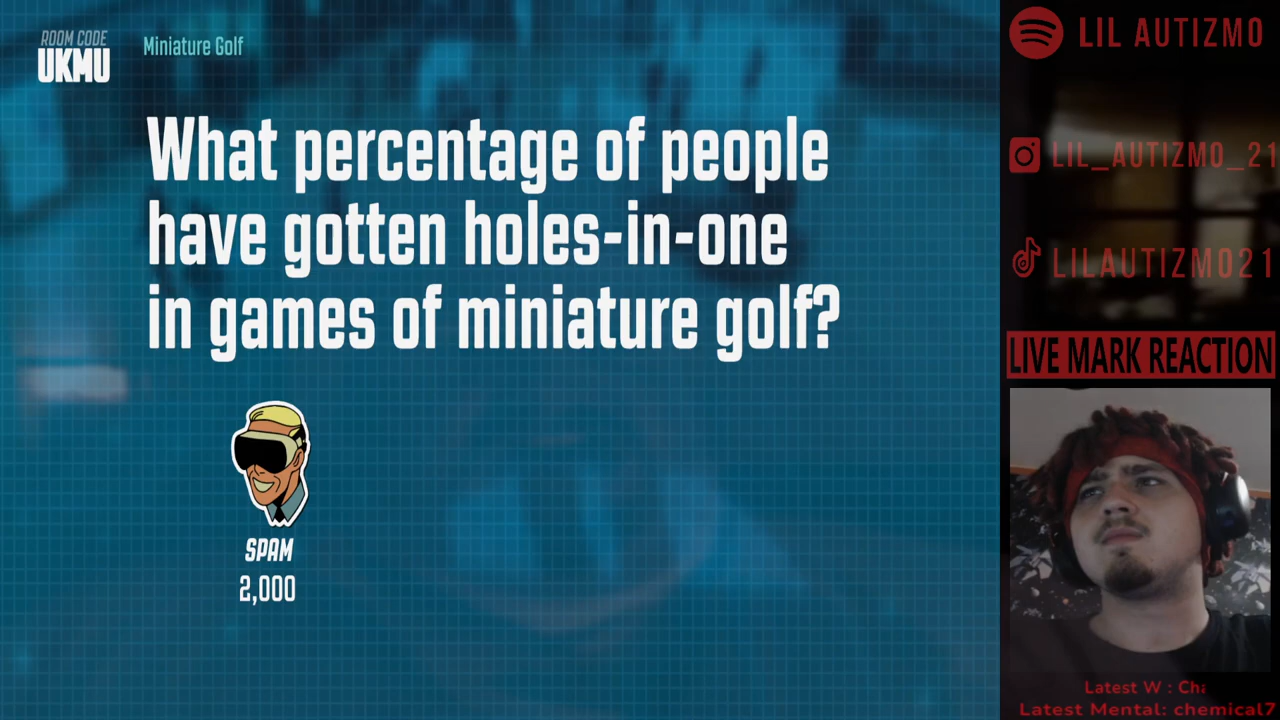 ROOM CODE
UKMU
Miniature Golf
What percentage of people
have gotten holes-in-one
in games of miniature golf?
SPAM
2,000
LIL AUTIZMO
LIL_AUTIZMO_21
LILAUTIZMO21
LIVE MARK REACTION
Latest W : Cha
Latest Mental: chemical7